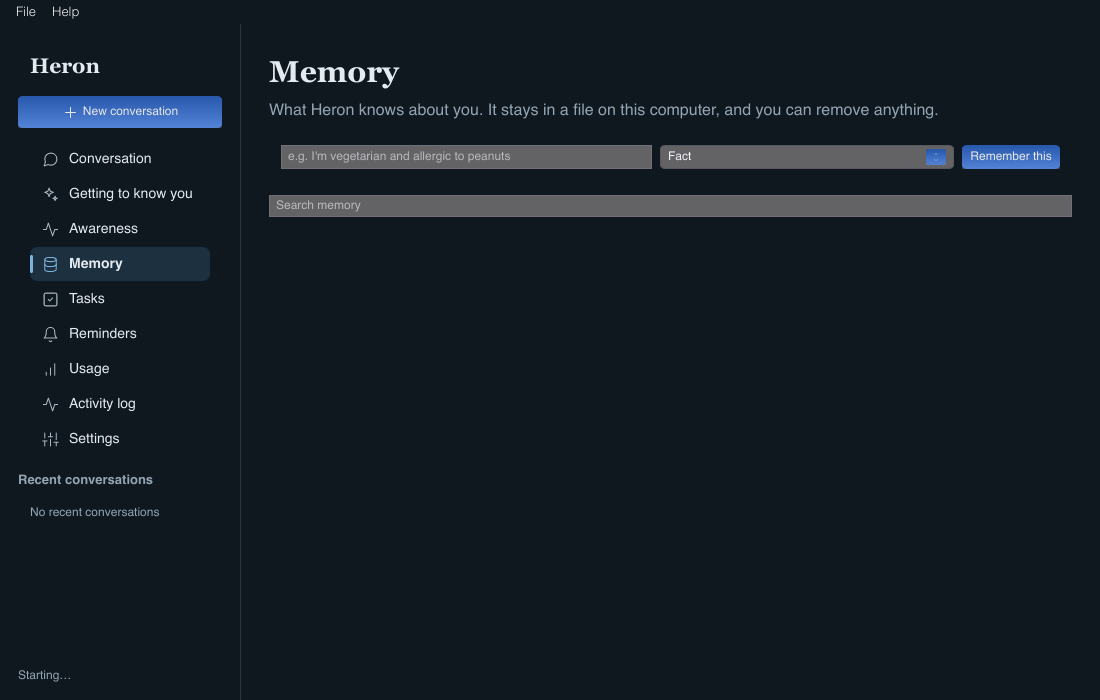 File Help
Heron
New conversation
Conversation
Getting to know you
Awareness
Memory
Tasks
Reminders
Usage
Activity log
Settings
Recent conversations
No recent conversations
Starting…
Memory
What Heron knows about you. It stays in a file on this computer, and you can remove anything.
e.g. I'm vegetarian and allergic to peanuts Fact Remember this
Search memory